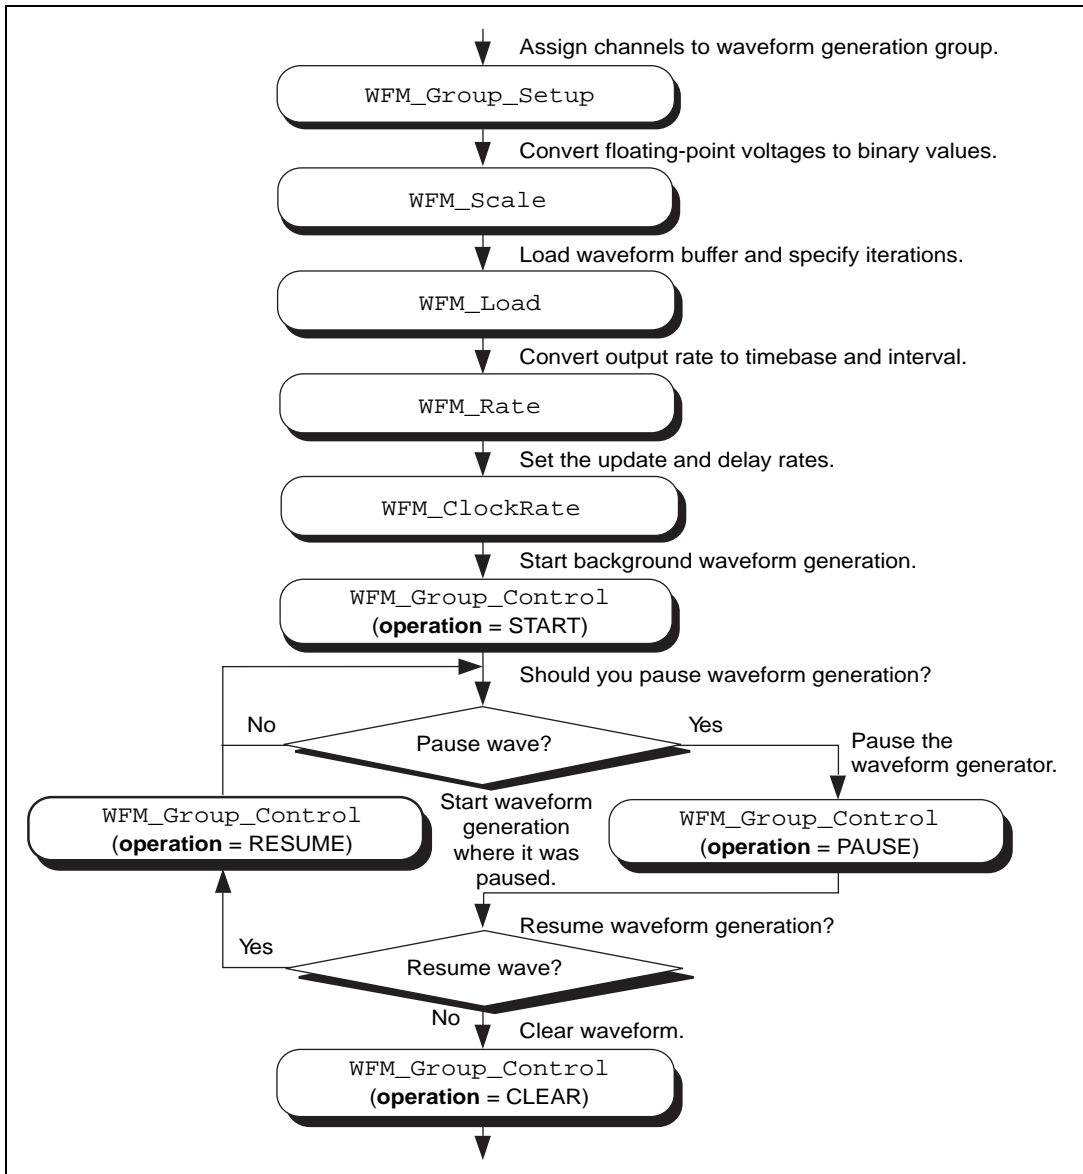 Assign channels to waveform generation group.
WFM_Group_Setup
Convert floating-point voltages to binary values.
WFM_Scale
Load waveform buffer and specify iterations.
WFM_Load
Convert output rate to timebase and interval.
WFM_Rate
Set the update and delay rates.
WFM_ClockRate
Start background waveform generation.
WFM_Group_Control
(operation = START)
Should you pause waveform generation?
No
Yes
Pause wave?
Pause the
waveform generator.
WFM_Group_Control
(operation = RESUME)
Start waveform
generation
where it was
paused.
WFM_Group_Control
(operation = PAUSE)
Resume waveform generation?
Yes
Resume wave?
No
Clear waveform.
WFM_Group_Control
(operation = CLEAR)